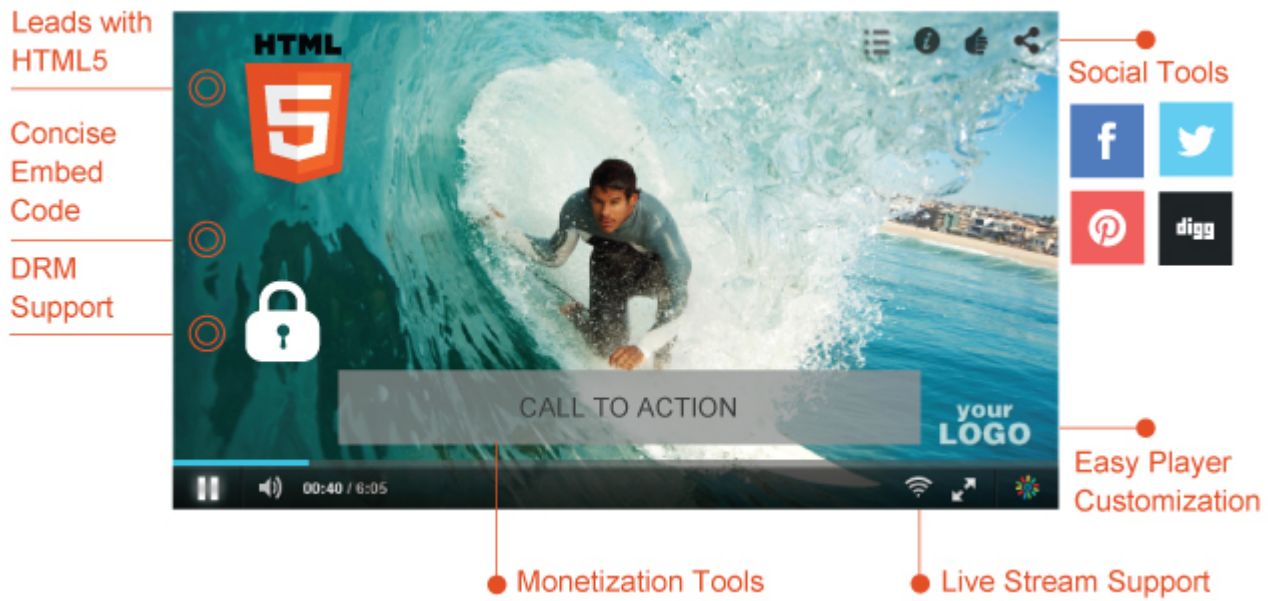 Leads with
HTML5
Concise
Embed
Code
DRM
Support
HTML
5
Social Tools
f
digg
CALL TO ACTION
your
LOGO
00:40 / 6:05
Easy Player
Customization
Monetization Tools
Live Stream Support